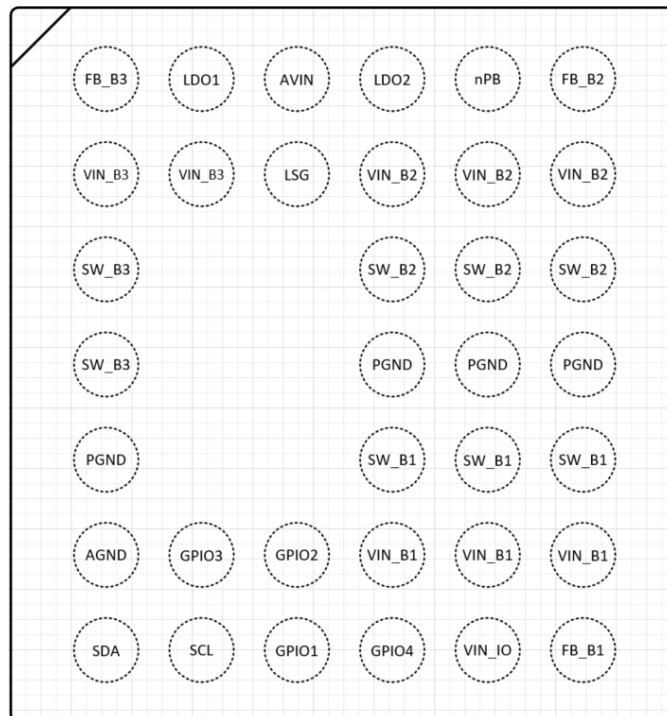 FB_B3 LDO1 AVIN LDO2 nPB FB_B2
VIN_B3 VIN_B3 LSG VIN_B2 VIN_B2 VIN_B2
SW_B3 SW_B2 SW_B2 SW_B2
SW_B3 PGND PGND PGND
PGND SW_B1 SW_B1 SW_B1
AGND GPIO3 GPIO2 VIN_B1 VIN_B1 VIN_B1
SDA SCL GPIO1 GPIO4 VIN_IO FB_B1